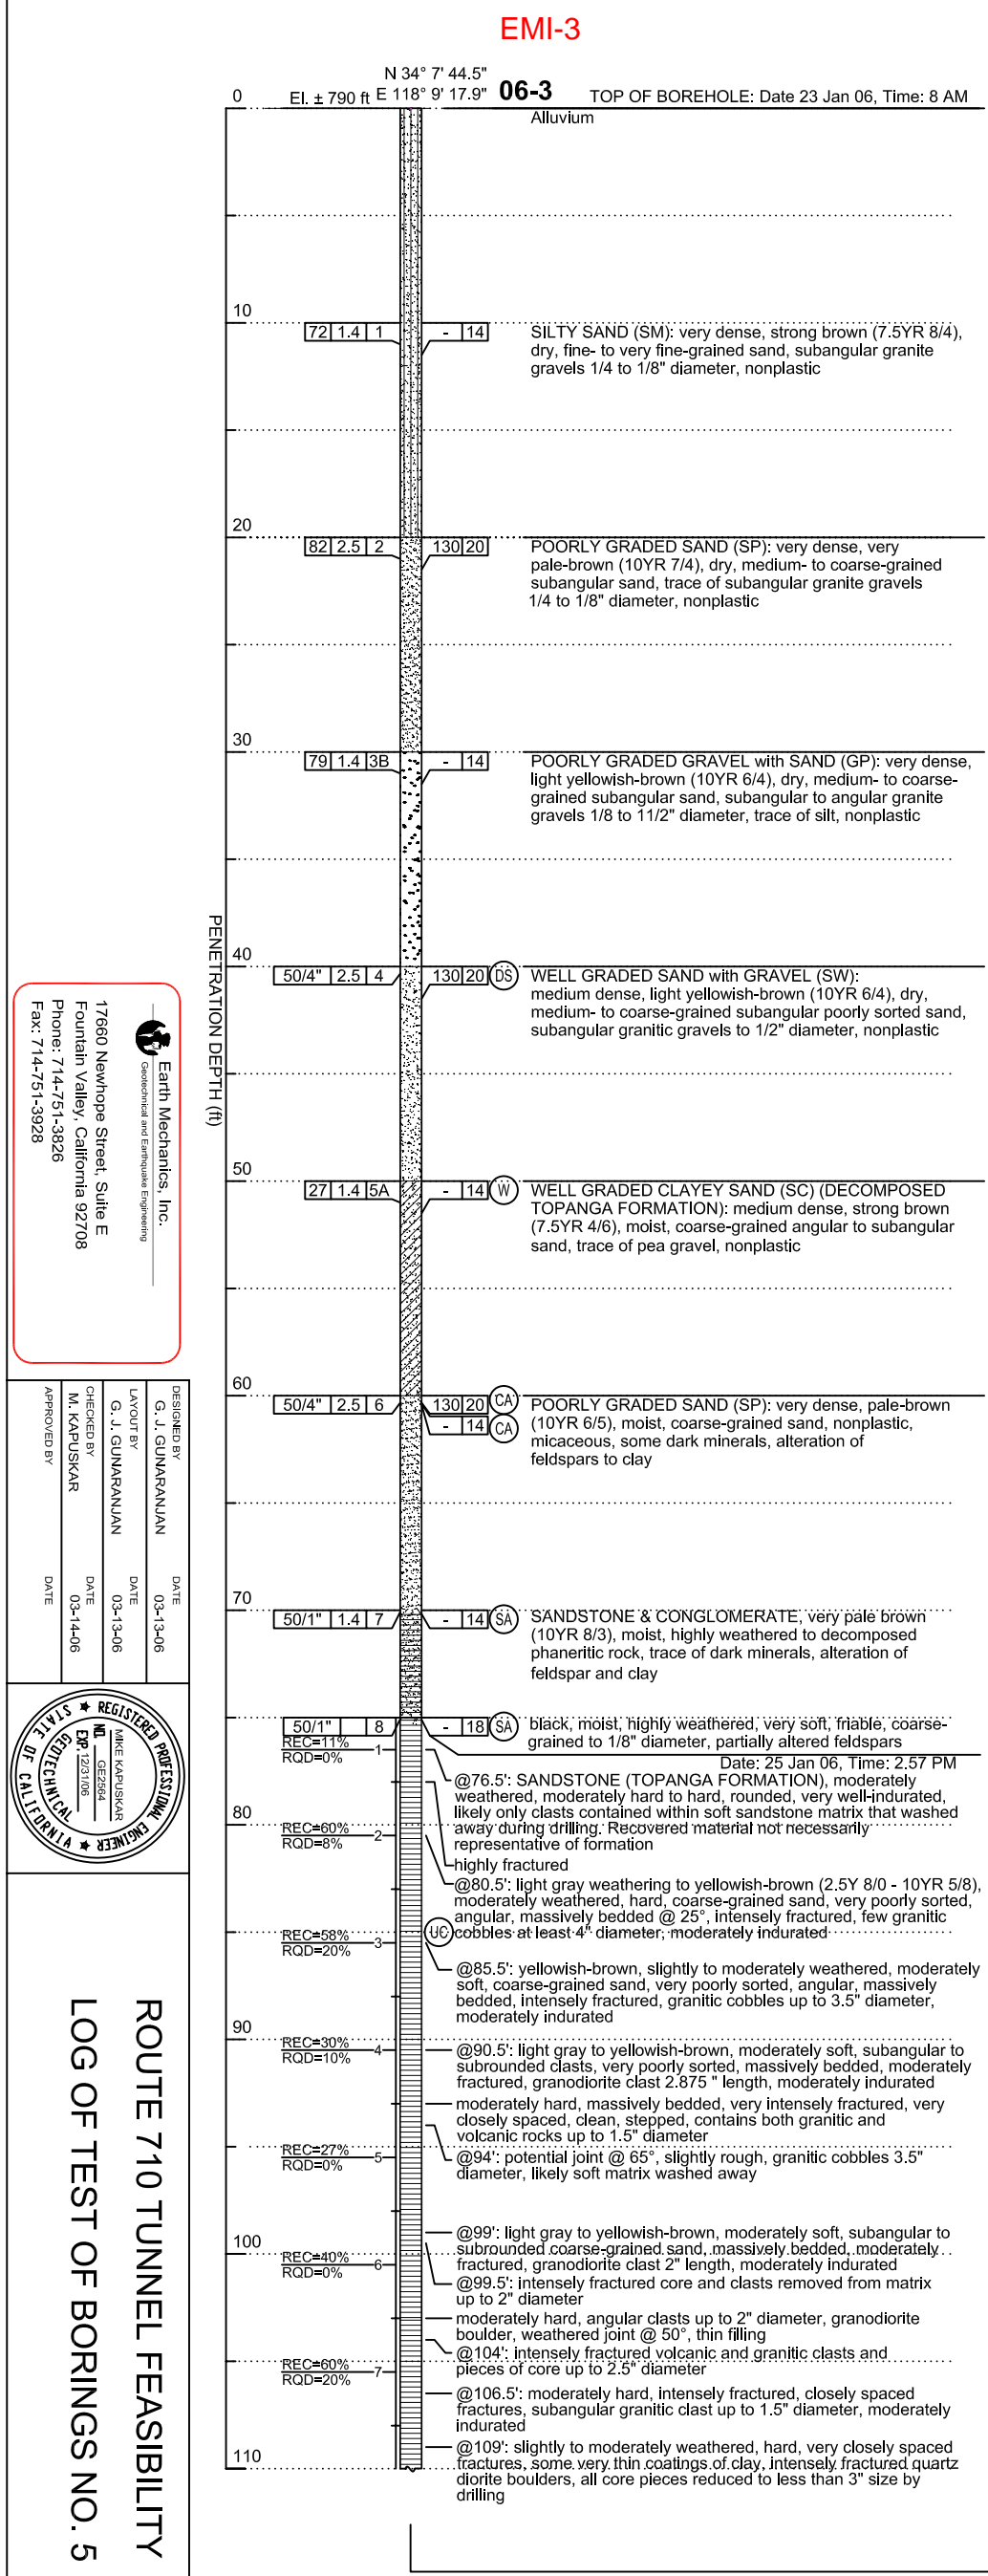 EMI-3
N 34° 7' 44.5"
El. ± 790 ft E 118° 9' 17.9" 06-3 TOP OF BOREHOLE: Date 23 Jan 06, Time: 8 AM
0
Alluvium
10
72 1.4 1 - 14
SILTY SAND (SM): very dense, strong brown (7.5YR 8/4),
dry, fine- to very fine-grained sand, subangular granite
gravels 1/4 to 1/8" diameter, nonplastic
20
82 2.5 2 130 20
POORLY GRADED SAND (SP): very dense, very
pale-brown (10YR 7/4), dry, medium- to coarse-grained
subangular sand, trace of subangular granite gravels
1/4 to 1/8" diameter, nonplastic
30
79 1.4 3B - 14
POORLY GRADED GRAVEL with SAND (GP): very dense,
light yellowish-brown (10YR 6/4), dry, medium- to coarse-
grained subangular sand, subangular to angular granite
gravels 1/8 to 11/2" diameter, trace of silt, nonplastic
PENETRATION DEPTH (ft)
40
50/4" 2.5 4 130 20 DS
WELL GRADED SAND with GRAVEL (SW):
medium dense, light yellowish-brown (10YR 6/4), dry,
medium- to coarse-grained subangular poorly sorted sand,
subangular granitic gravels to 1/2" diameter, nonplastic
50
27 1.4 5A - 14 W
WELL GRADED CLAYEY SAND (SC) (DECOMPOSED
TOPANGA FORMATION): medium dense, strong brown
(7.5YR 4/6), moist, coarse-grained angular to subangular
sand, trace of pea gravel, nonplastic
60
50/4" 2.5 6 130 20 CA
- 14 CA
POORLY GRADED SAND (SP): very dense, pale-brown
(10YR 6/5), moist, coarse-grained sand, nonplastic,
micaceous, some dark minerals, alteration of
feldspars to clay
70
50/1" 1.4 7 - 14 SA
SANDSTONE & CONGLOMERATE, very pale brown
(10YR 8/3), moist, highly weathered to decomposed
phaneritic rock, trace of dark minerals, alteration of
feldspar and clay
50/1" 8 - 18 SA
black, moist, highly weathered, very soft, friable, coarse-
grained to 1/8" diameter, partially altered feldspars
Date: 25 Jan 06, Time: 2.57 PM
REC=11%
RQD=0%
1
@76.5': SANDSTONE (TOPANGA FORMATION), moderately
weathered, moderately hard to hard, rounded, very well-indurated,
likely only clasts contained within soft sandstone matrix that washed
away during drilling. Recovered material not necessarily
representative of formation
highly fractured
80
REC=60%
RQD=8%
2
@80.5': light gray weathering to yellowish-brown (2.5Y 8/0 - 10YR 5/8),
moderately weathered, hard, coarse-grained sand, very poorly sorted,
angular, massively bedded @ 25°, intensely fractured, few granitic
cobbles at least 4" diameter, moderately indurated
UC
REC=58%
RQD=20%
3
@85.5': yellowish-brown, slightly to moderately weathered, moderately
soft, coarse-grained sand, very poorly sorted, angular, massively
bedded, intensely fractured, granitic cobbles up to 3.5" diameter,
moderately indurated
90
REC=30%
RQD=10%
4
@90.5': light gray to yellowish-brown, moderately soft, subangular to
subrounded clasts, very poorly sorted, massively bedded, moderately
fractured, granodiorite clast 2.875 " length, moderately indurated
moderately hard, massively bedded, very intensely fractured, very
closely spaced, clean, stepped, contains both granitic and
volcanic rocks up to 1.5" diameter
REC=27%
RQD=0%
5
@94': potential joint @ 65°, slightly rough, granitic cobbles 3.5"
diameter, likely soft matrix washed away
100
REC=40%
RQD=0%
6
@99': light gray to yellowish-brown, moderately soft, subangular to
subrounded coarse-grained sand, massively bedded, moderately
fractured, granodiorite clast 2" length, moderately indurated
@99.5': intensely fractured core and clasts removed from matrix
up to 2" diameter
moderately hard, angular clasts up to 2" diameter, granodiorite
boulder, weathered joint @ 50°, thin filling
@104': intensely fractured volcanic and granitic clasts and
pieces of core up to 2.5" diameter
REC=60%
RQD=20%
7
@106.5': moderately hard, intensely fractured, closely spaced
fractures, subangular granitic clast up to 1.5" diameter, moderately
indurated
110
@109': slightly to moderately weathered, hard, very closely spaced
fractures, some very thin coatings of clay, intensely fractured quartz
diorite boulders, all core pieces reduced to less than 3" size by
drilling
Earth Mechanics, Inc.
Geotechnical and Earthquake Engineering
17660 Newhope Street, Suite E
Fountain Valley, California 92708
Phone: 714-751-3826
Fax: 714-751-3928
DESIGNED BY DATE
G. J. GUNARANJAN 03-13-06
LAYOUT BY DATE
G. J. GUNARANJAN 03-13-06
CHECKED BY DATE
M. KAPUSKAR 03-14-06
APPROVED BY DATE
REGISTERED PROFESSIONAL ENGINEER
MIKE KAPUSKAR
NO. GE2564
EXP. 12/31/06
GEOTECHNICAL
STATE OF CALIFORNIA
ROUTE 710 TUNNEL FEASIBILITY
LOG OF TEST OF BORINGS NO. 5